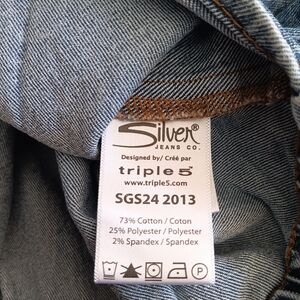 Silver®
JEANS CO.
Designed by/ Créé par
triple5
www.triple5.com
SGS24 2013
73% Cotton / Coton
25% Polyester / Polyester
2% Spandex / Spandex